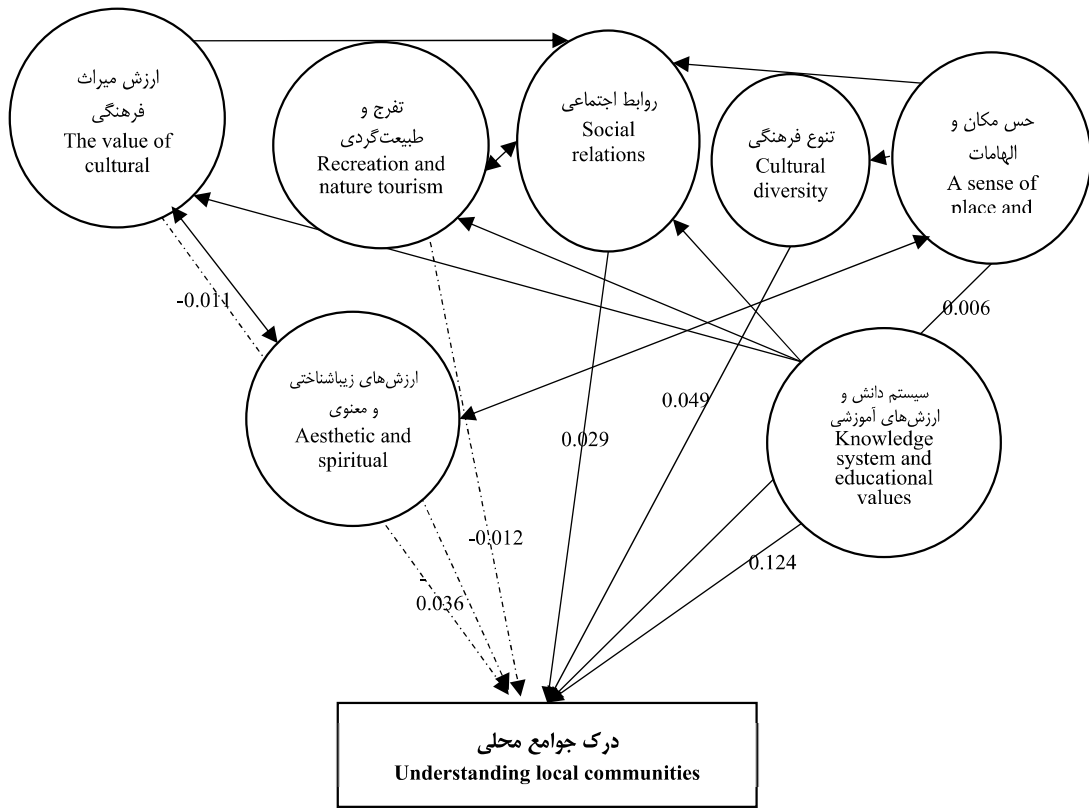 ارزش میراث
فرهنگی
The value of
cultural
تفرج و
طبیعت‌گردی
Recreation and
nature tourism
روابط اجتماعی
Social
relations
تنوع فرهنگی
Cultural
diversity
حس مکان و
الهامات
A sense of
place and
-0.011
0.006
ارزش‌های زیباشناختی
و معنوی
Aesthetic and
spiritual
سیستم دانش و
ارزش‌های آموزشی
Knowledge
system and
educational
values
0.049
0.029
-0.012
0.124
-
0.036
درک جوامع محلی
Understanding local communities